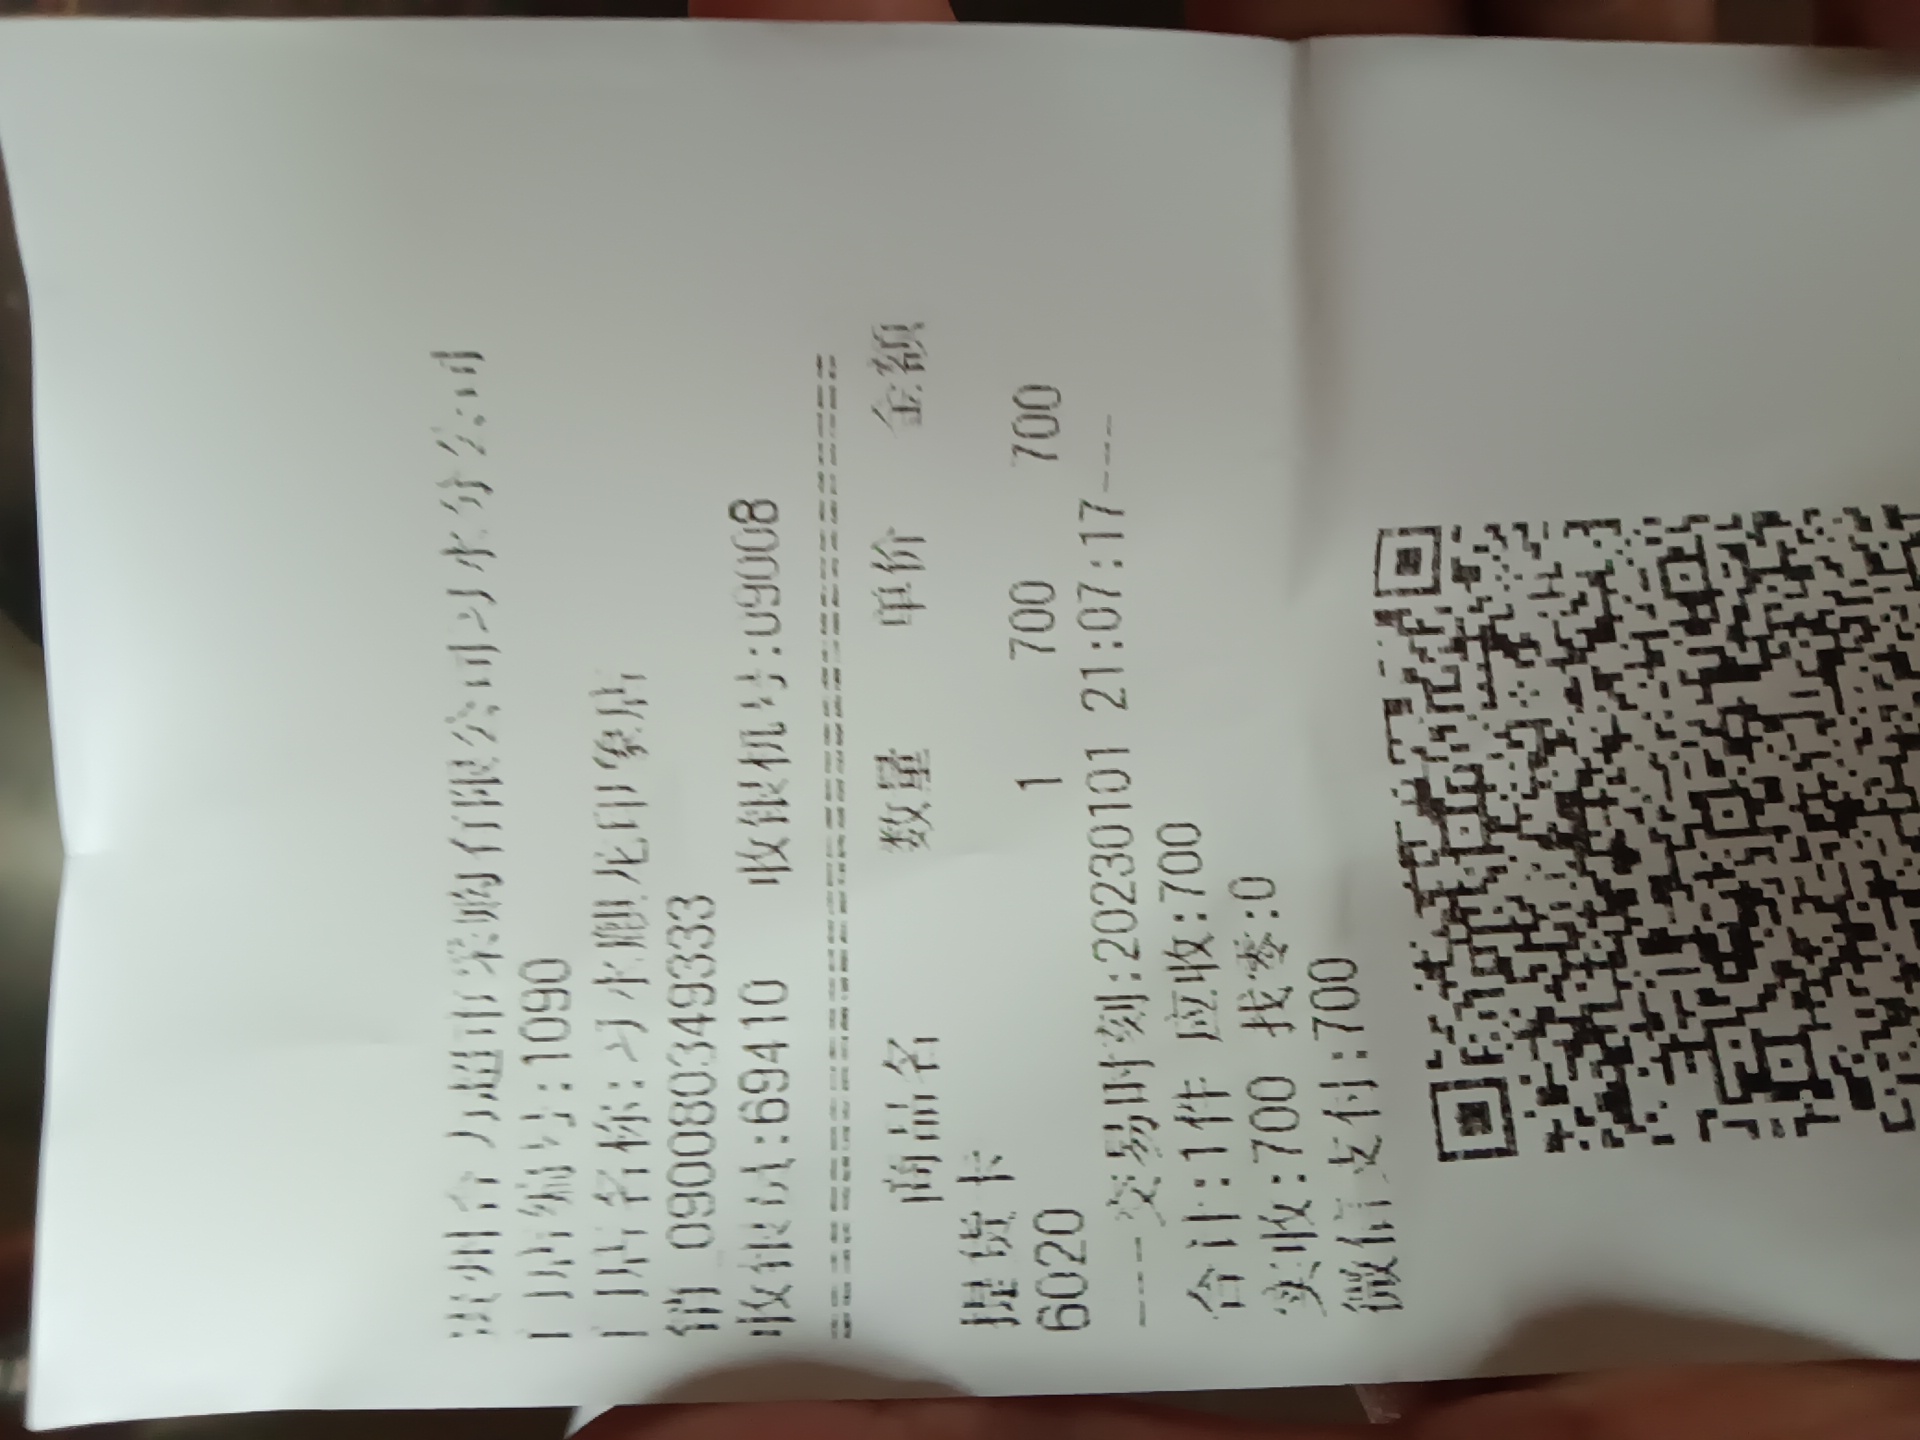 贵州合力超市采购有限公司习水分公司
门店编号:1090
门店名称:习水鹏龙印象店
销 0900803493333
收银员:69410 收银机号:u9008
商品名 数量 单价 金额
提货卡
6020 1 700 700
----交易时刻:20230101 21:07:17---
合计:1件 应收:700
实收:700 找零:0
微信支付:700